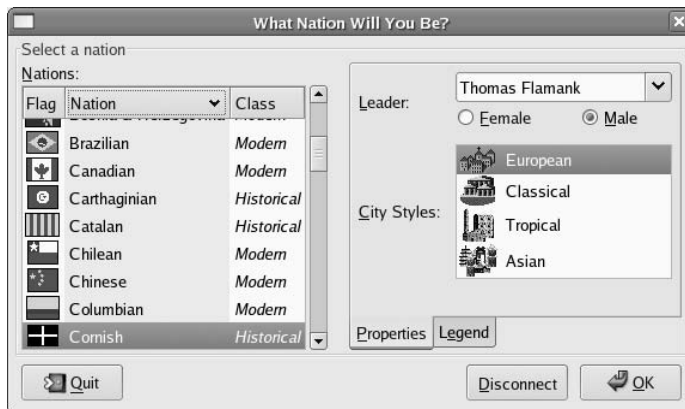 What Nation Will You Be?
Select a nation
Nations:
Flag Nation Class
Brazilian Modern
Canadian Modern
Carthaginian Historical
Catalan Historical
Chilean Modern
Chinese Modern
Columbian Modern
Cornish Historical
Leader: Thomas Flamank
Female Male
City Styles:
European
Classical
Tropical
Asian
Properties Legend
Quit Disconnect OK